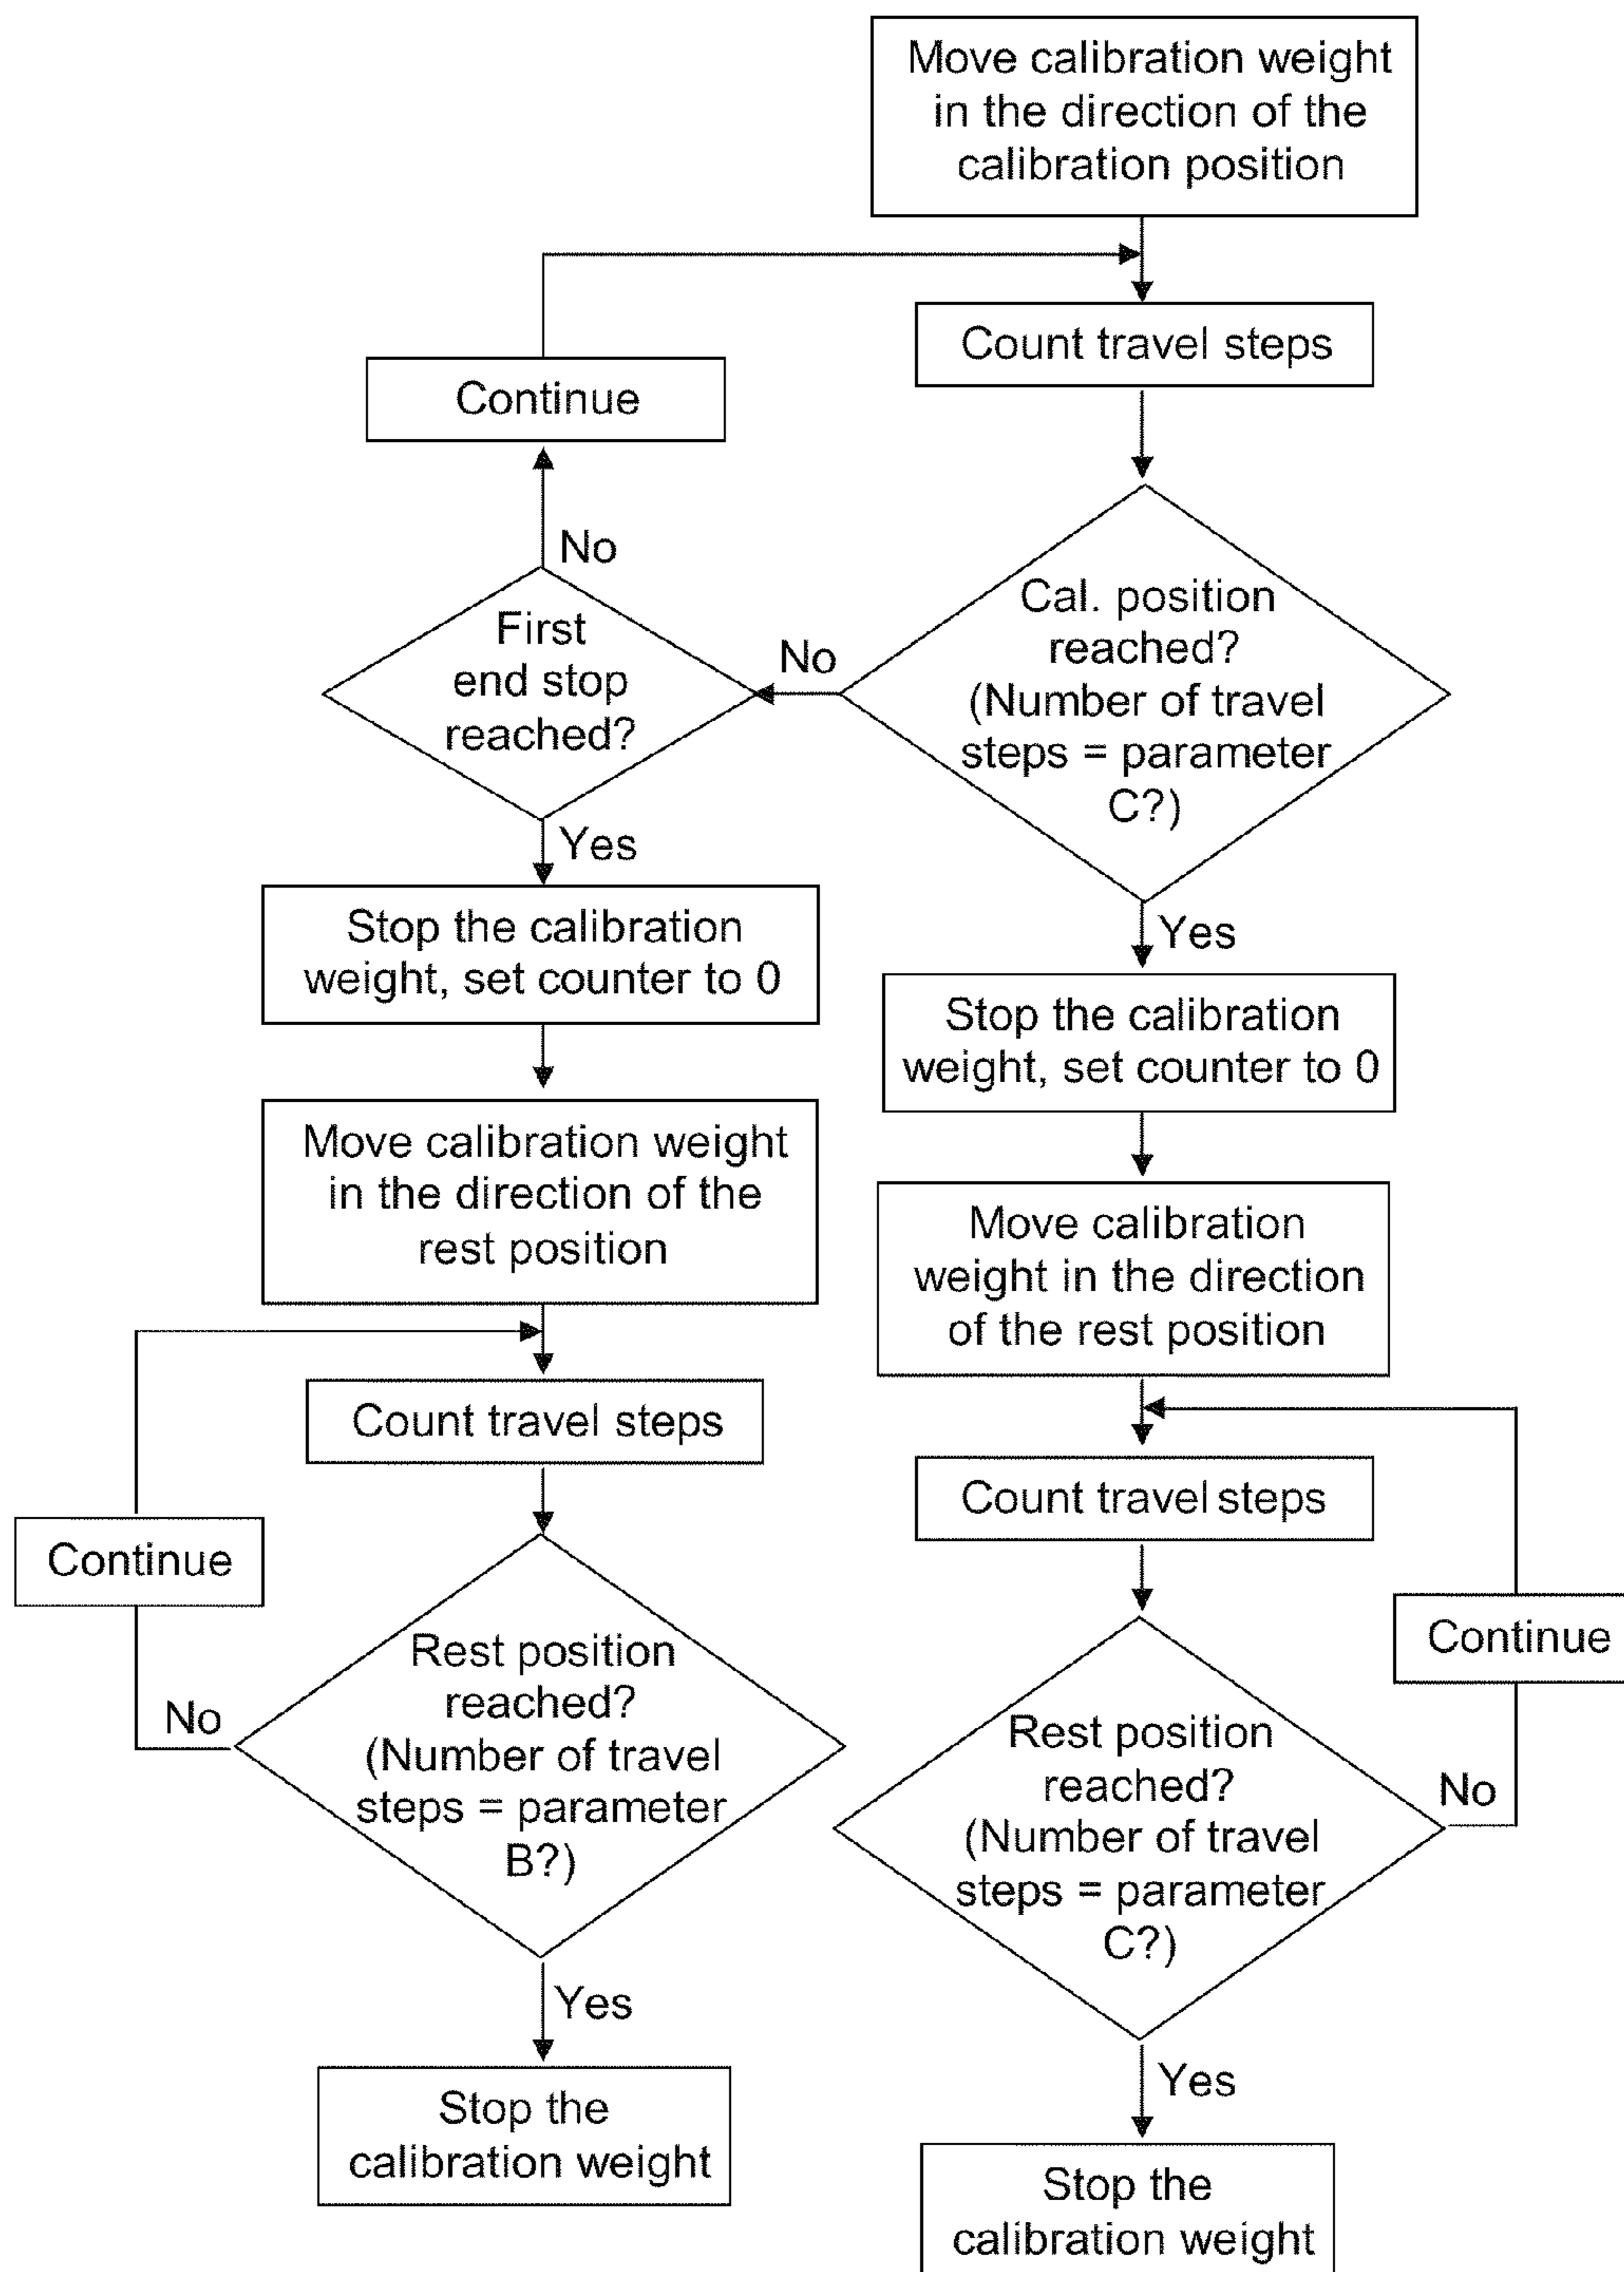 Move calibration weight
in the direction of the
calibration position
Count travel steps
Continue
No
Cal. position
reached?
(Number of travel
steps = parameter
C?)
No
First
end stop
reached?
Yes
Yes
Stop the calibration
weight, set counter to 0
Stop the calibration
weight, set counter to 0
Move calibration weight
in the direction of the
rest position
Move calibration
weight in the direction
of the rest position
Count travel steps
Count travel steps
Continue
Continue
Rest position
reached?
(Number of travel
steps = parameter
B?)
No
Rest position
reached?
(Number of travel
steps = parameter
C?)
No
Yes
Yes
Stop the
calibration weight
Stop the
calibration weight